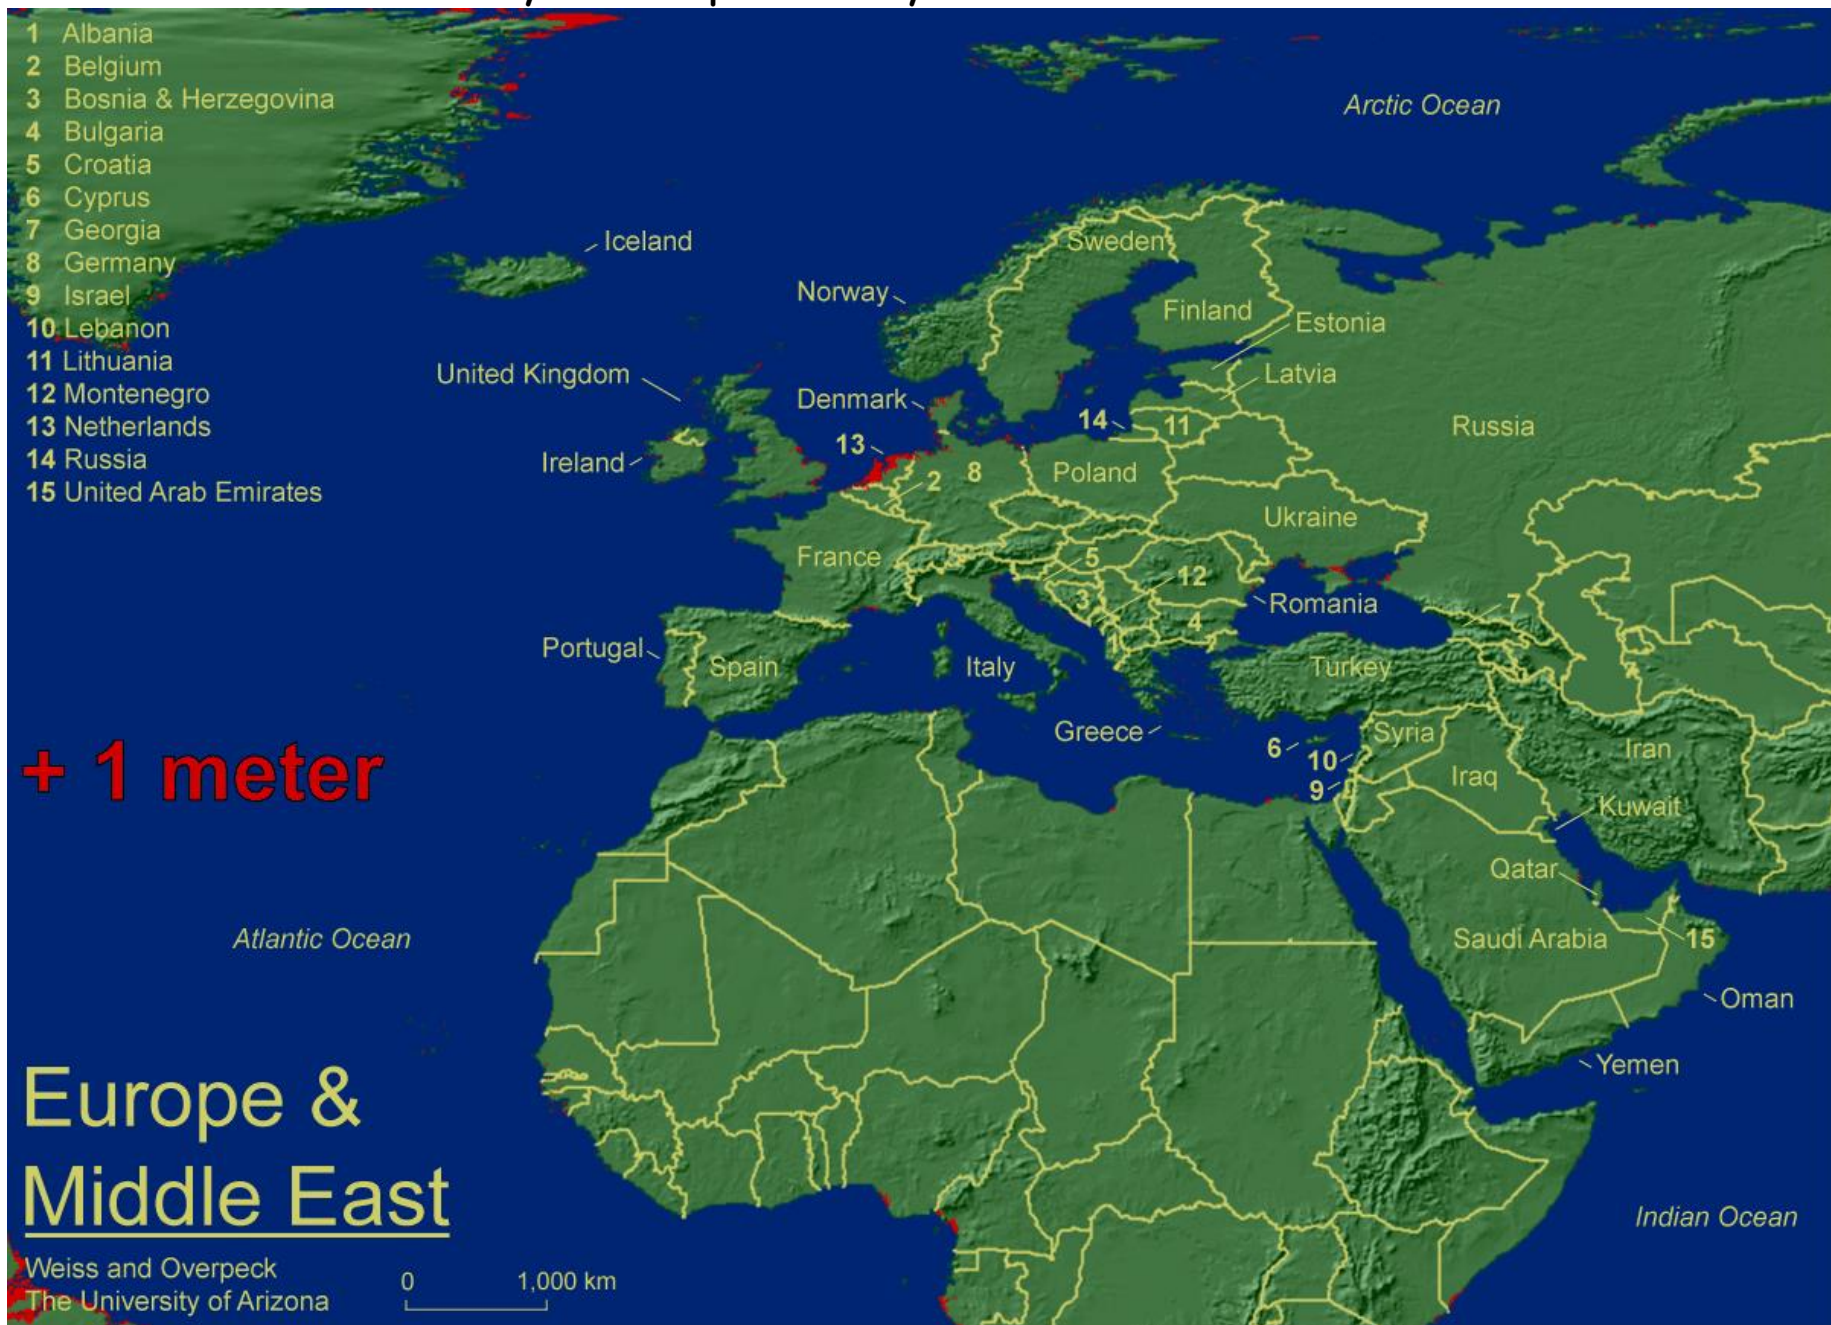 1 Albania
2 Belgium
3 Bosnia & Herzegovina
4 Bulgaria
5 Croatia
6 Cyprus
7 Georgia
8 Germany
9 Israel
10 Lebanon
11 Lithuania
12 Montenegro
13 Netherlands
14 Russia
15 United Arab Emirates
Arctic Ocean
Iceland
Sweden
Norway
Finland
Estonia
United Kingdom
Latvia
Denmark
14
11
Russia
13
Ireland
8
Poland
2
Ukraine
France
5
12
3
Romania
7
4
1
Portugal
Spain
Italy
Turkey
Greece
Syria
6
10
Iran
Iraq
9
Kuwait
+ 1 meter
Qatar
Atlantic Ocean
Saudi Arabia
15
Oman
Yemen
Europe &
Middle East
Indian Ocean
Weiss and Overpeck
The University of Arizona
0 1,000 km